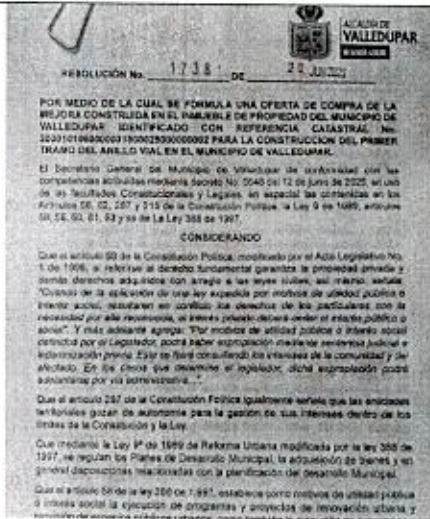 ALCALDÍA DE
VALLEDUPAR
RESOLUCIÓN No. 1738 DE 20 JUN
POR MEDIO DE LA CUAL SE FORMULA UNA OFERTA DE COMPRA DE LA
MEJORA CONSTRUIDA EN EL INMUEBLE DE PROPIEDAD DEL MUNICIPIO DE
VALLEDUPAR IDENTIFICADO CON REFERENCIA CATASTRAL No.
PARA LA CONSTRUCCION DEL PRIMER
TRAMO DEL ANILLO VIAL EN EL MUNICIPIO DE VALLEDUPAR.
El Secretario General del Municipio de Valledupar de conformidad con las
competencias atribuidas mediante decreto No. del 12 de junio de 2025, en uso
de las facultades Constitucionales y Legales, en especial las contenidas en los
Artículos 58, 82, 287 y 315 de la Constitución Política, la Ley 9 de 1989, artículos
58, 60, 61, y ss de La Ley 388 de 1997,
CONSIDERANDO
Que el artículo 58 de la Constitución Política, modificado por el Acto Legislativo No.
1 de 1999, al referirse al derecho fundamental garantiza la propiedad privada y
demás derechos adquiridos con arreglo a las leyes civiles, así mismo, señala:
"Cuando de la aplicación de una ley expedida por motivos de utilidad pública o
interés social, resultaren en conflicto los derechos de los particulares con la
necesidad por ella reconocida, el interés privado deberá ceder al interés público o
social". Y más adelante agrega: "Por motivos de utilidad pública o interés social
definidos por el Legislador, podrá haber expropiación mediante sentencia judicial e
indemnización previa. Esta se fijará consultando los intereses de la comunidad y del
afectado. En los casos que determine el legislador, dicha expropiación podrá
adelantarse por vía administrativa..."
Que el artículo 287 de la Constitución Política igualmente señala que las entidades
territoriales gozan de autonomía para la gestión de sus intereses dentro de los
límites de la Constitución y la Ley.
Que mediante la Ley 9ª de 1989 de Reforma Urbana modificada por la ley 388 de
1997, se regulan los Planes de Desarrollo Municipal, la adquisición de bienes y en
general disposiciones relacionadas con la planificación del desarrollo Municipal.
Que el artículo 58 de la ley 388 de 1.997, establece como motivos de utilidad pública
o interés social la ejecución de programas y proyectos de renovación urbana y